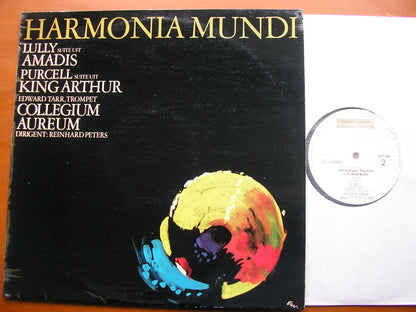 HARMONIA MUNDI
LULLY SUITE UIT
AMADIS
PURCELL SUITE UIT
KING ARTHUR
EDWARD TARR, TROMPET
COLLEGIUM
AUREUM
DIRIGENT: REINHARD PETERS
2